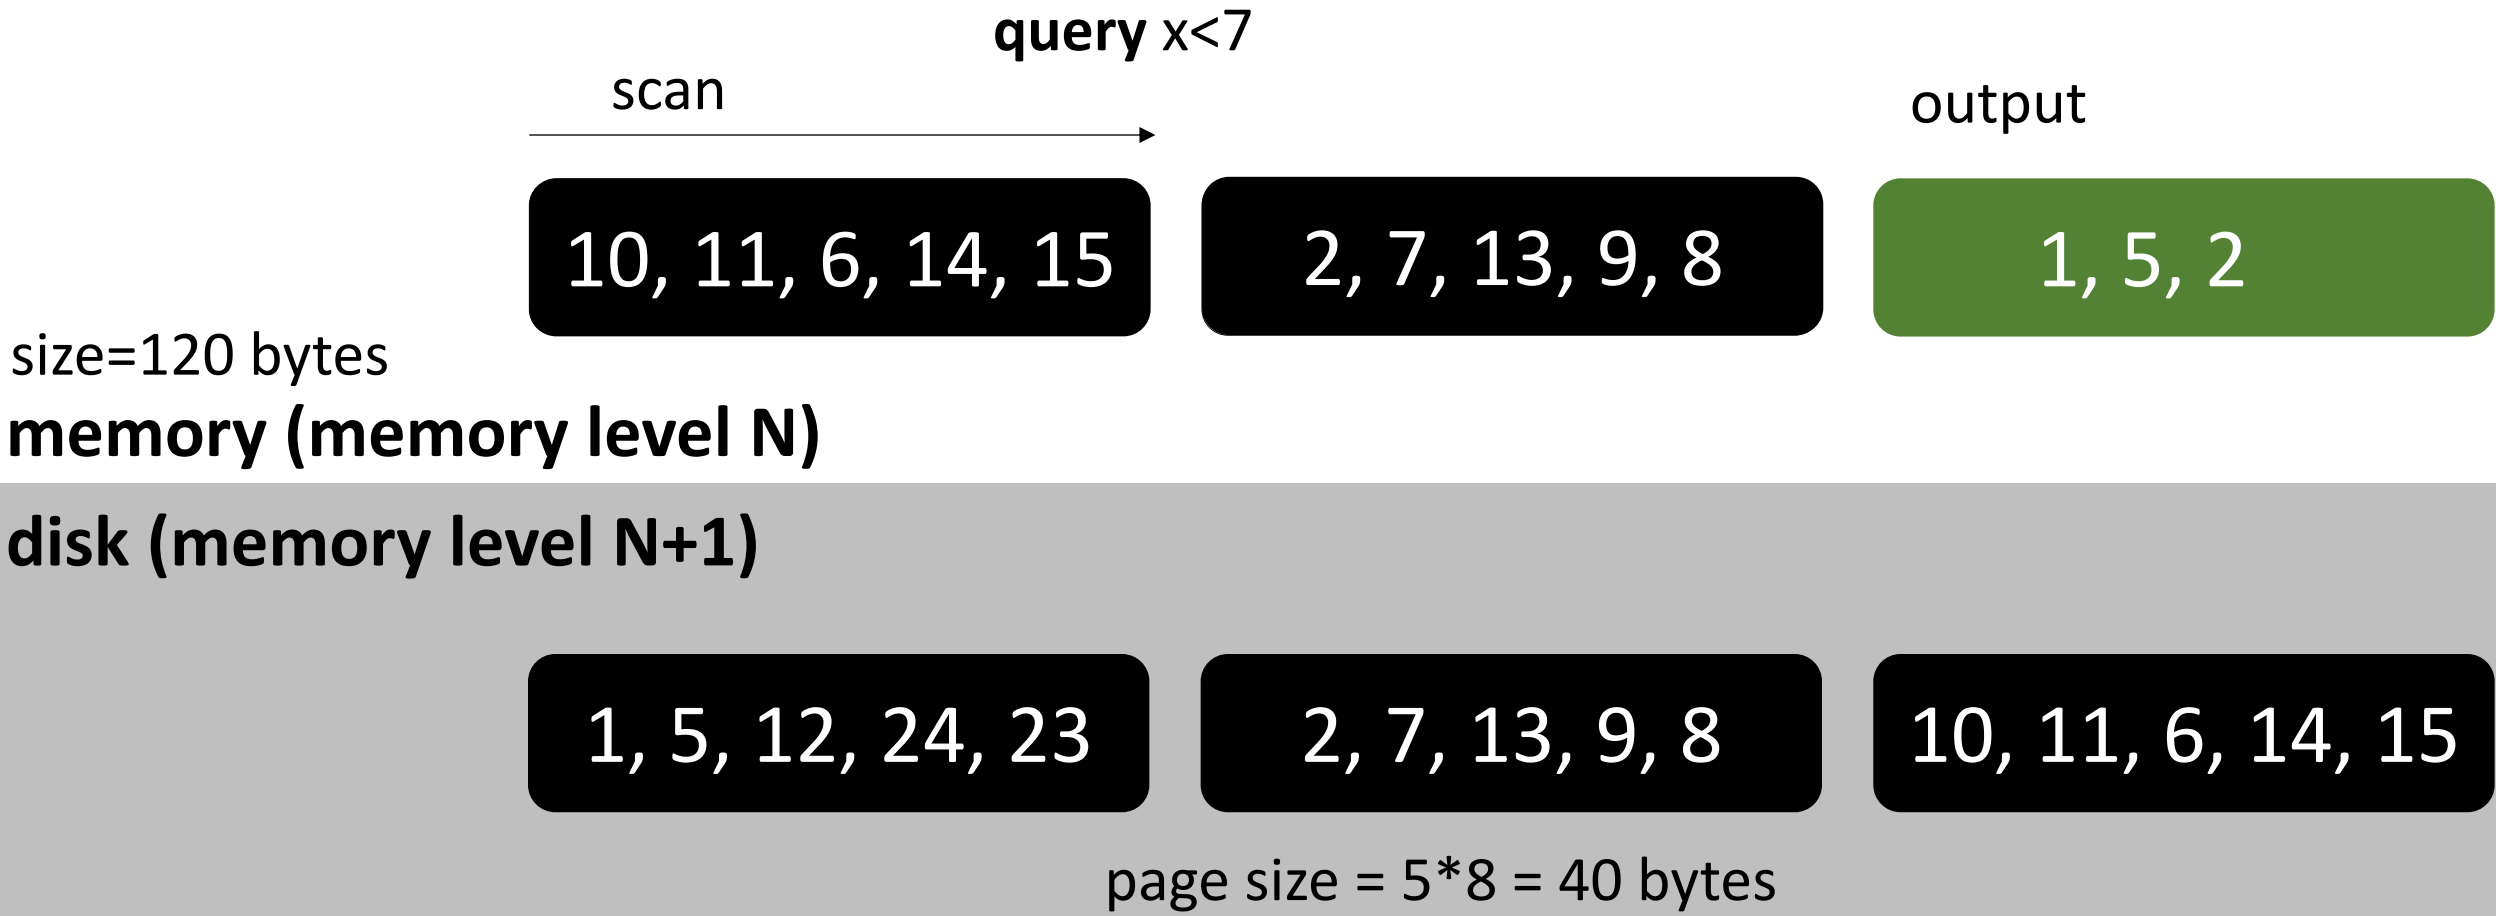 query x<7
scan
output
10, 11, 6, 14, 15
2, 7, 13, 9, 8
1, 5, 2
size=120 bytes
memory (memory level N)
disk (memory level N+1)
1, 5, 12, 24, 23
2, 7, 13, 9, 8
10, 11, 6, 14, 15
page size = 5*8 = 40 bytes